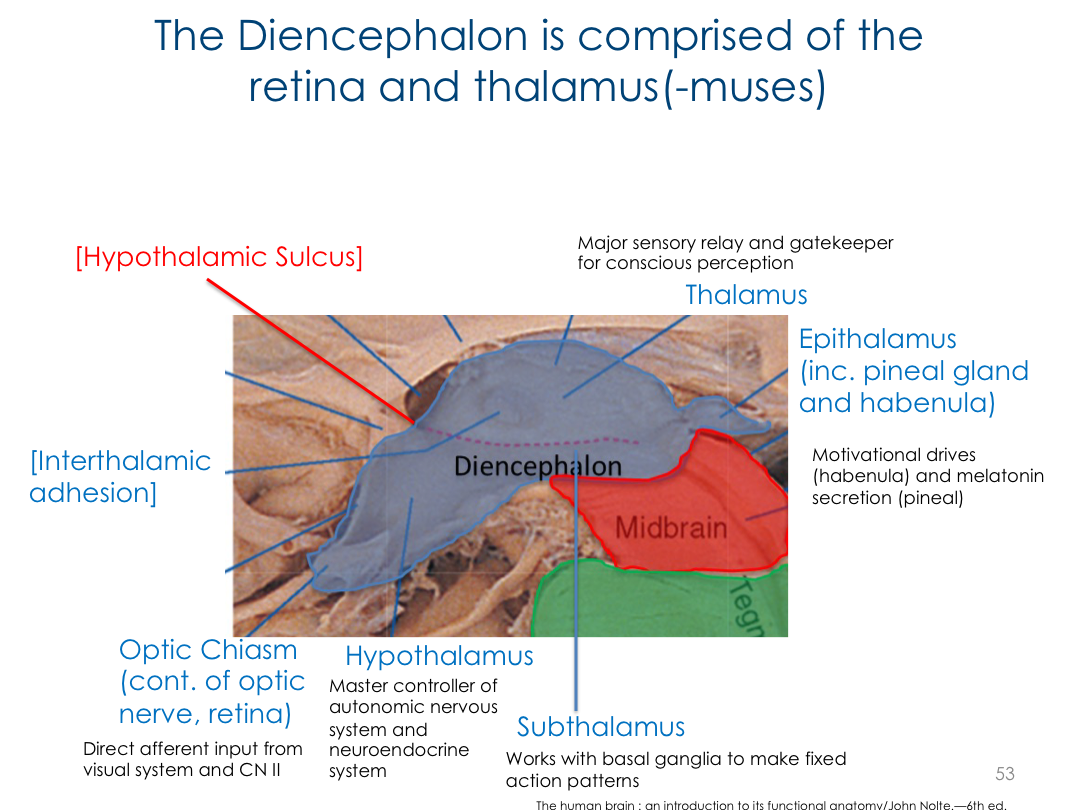 The Diencephalon is comprised of the
retina and thalamus(-muses)
[Hypothalamic Sulcus]
Major sensory relay and gatekeeper
for conscious perception
Thalamus
Epithalamus
(inc. pineal gland
and habenula)
[Interthalamic
adhesion]
Motivational drives
(habenula) and melatonin
secretion (pineal)
Diencephalon
Midbrain
Tegm
Optic Chiasm
(cont. of optic
nerve, retina)
Direct afferent input from
visual system and CN II
Hypothalamus
Master controller of
autonomic nervous
system and
neuroendocrine
system
Subthalamus
Works with basal ganglia to make fixed
action patterns
53
The human brain : an introduction to its functional anatomy/John Nolte.—6th ed.